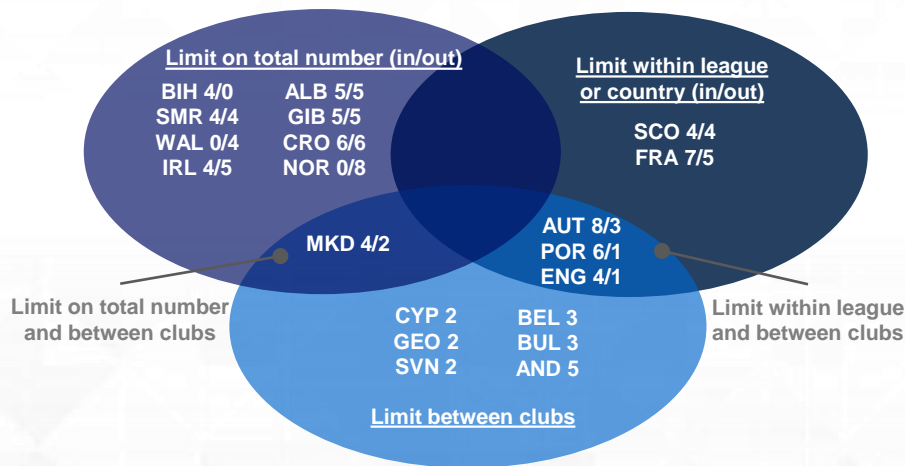 Limit on total number (in/out)
BIH 4/0 ALB 5/5
SMR 4/4 GIB 5/5
WAL 0/4 CRO 6/6
IRL 4/5 NOR 0/8
Limit within league
or country (in/out)
SCO 4/4
FRA 7/5
MKD 4/2
AUT 8/3
POR 6/1
ENG 4/1
Limit on total number
and between clubs
Limit within league
and between clubs
CYP 2 BEL 3
GEO 2 BUL 3
SVN 2 AND 5
Limit between clubs